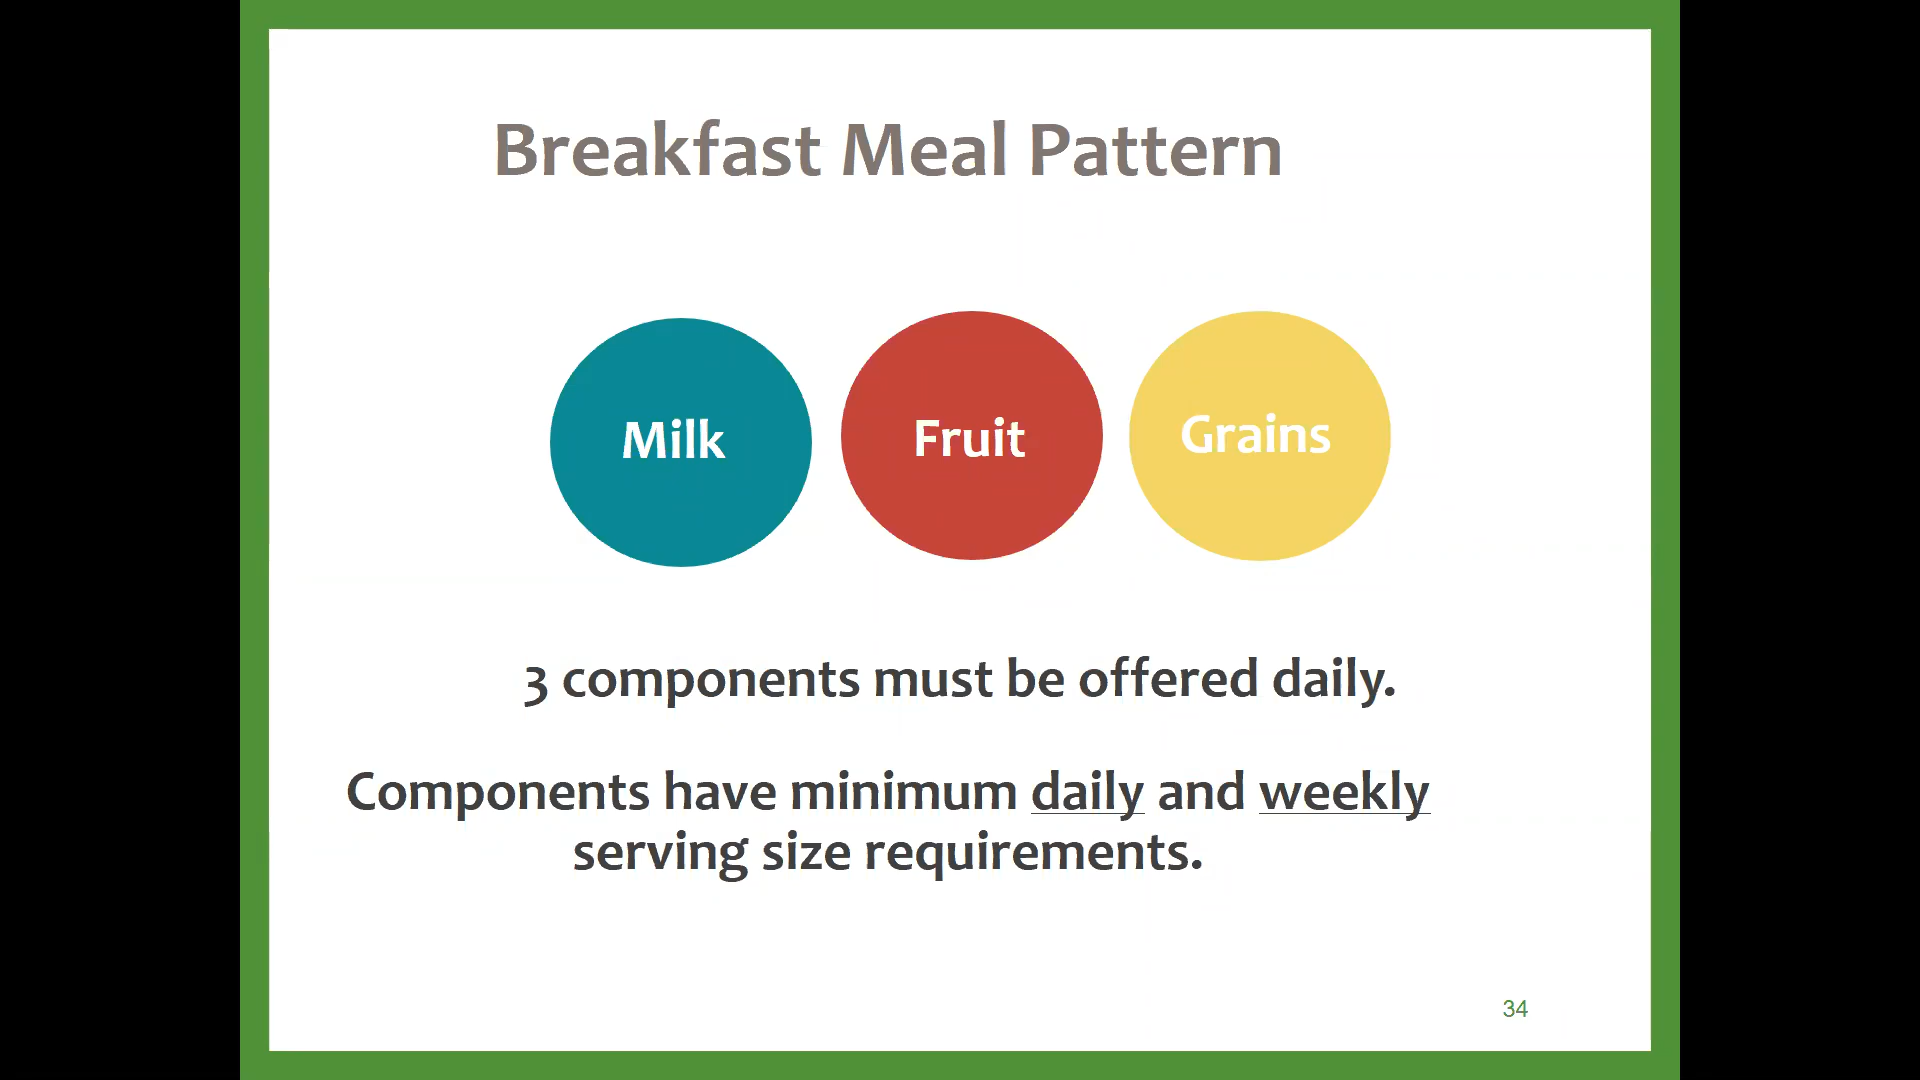 Breakfast Meal Pattern
Milk
Fruit
Grains
3 components must be offered daily.
Components have minimum daily and weekly
serving size requirements.
34